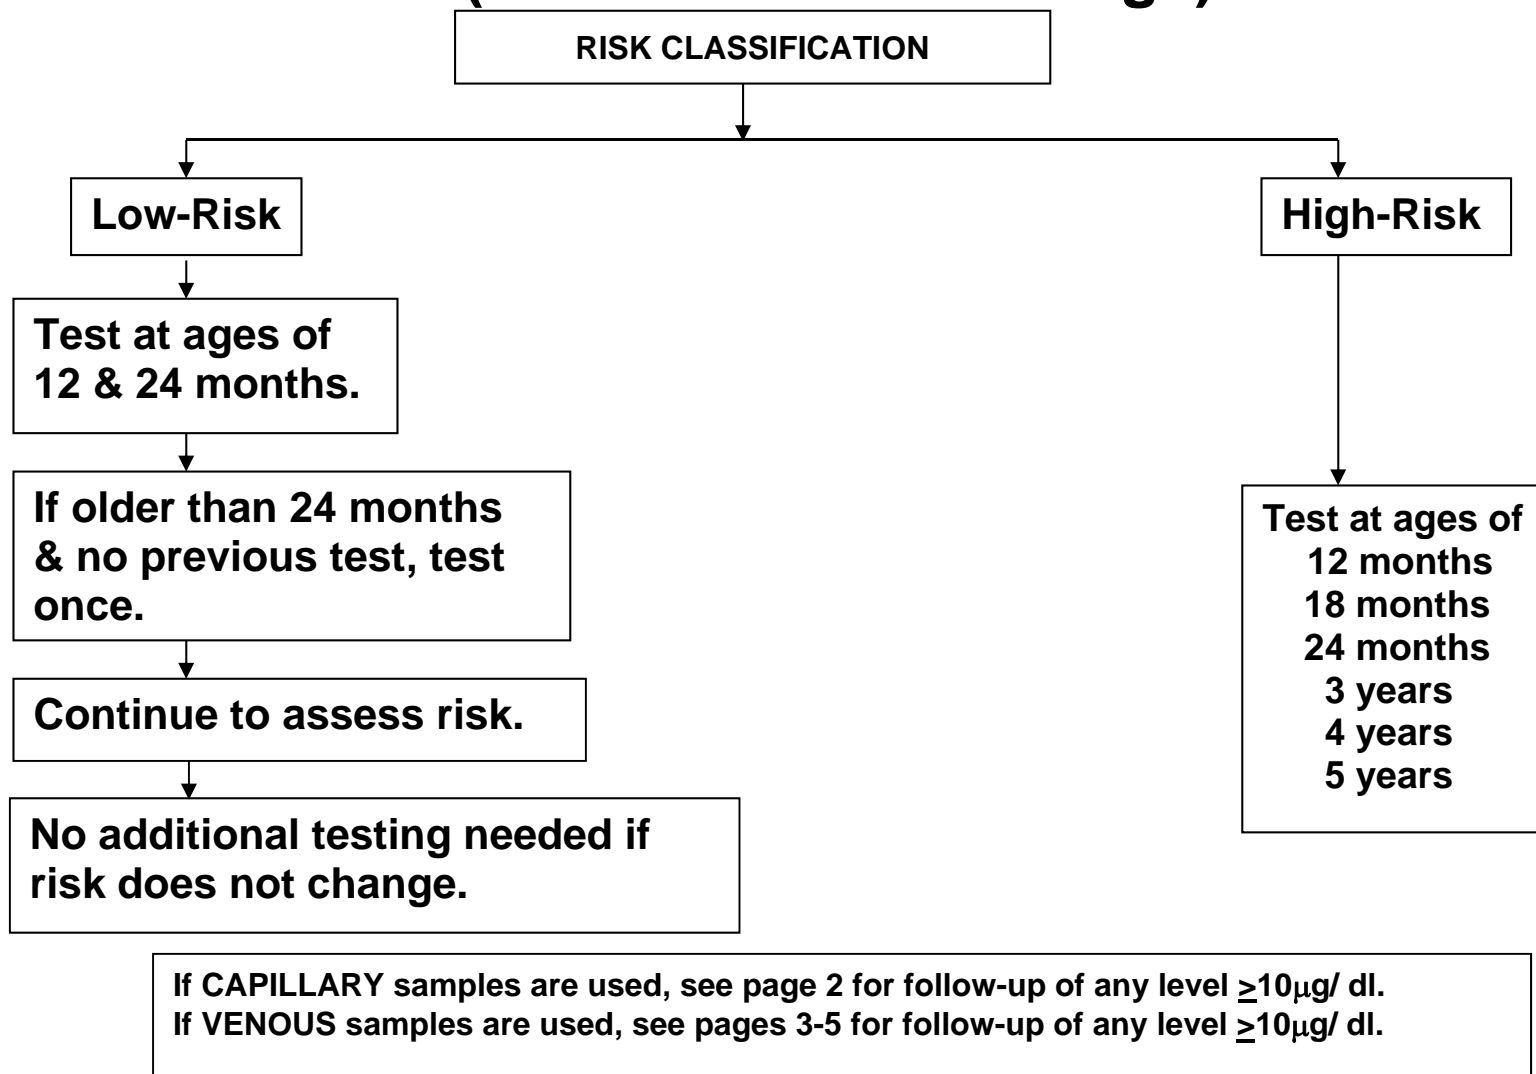 RISK CLASSIFICATION
Low-Risk
High-Risk
Test at ages of
12 & 24 months.
If older than 24 months
& no previous test, test
once.
Continue to assess risk.
No additional testing needed if
risk does not change.
Test at ages of
12 months
18 months
24 months
3 years
4 years
5 years
If CAPILLARY samples are used, see page 2 for follow-up of any level ≥10μg/ dl.
If VENOUS samples are used, see pages 3-5 for follow-up of any level ≥10μg/ dl.